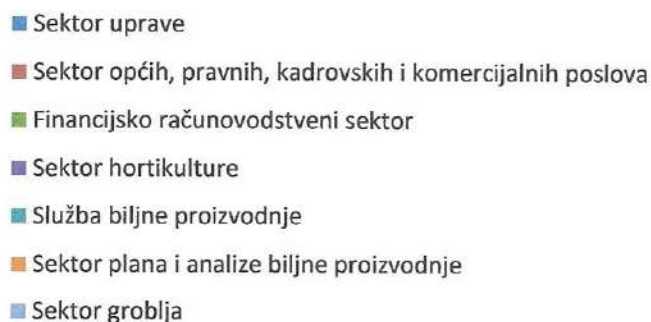 Sektor uprave
Sektor općih, pravnih, kadrovskih i komercijalnih poslova
Financijsko računovodstveni sektor
Sektor hortikulture
Služba biljne proizvodnje
Sektor plana i analize biljne proizvodnje
Sektor groblja